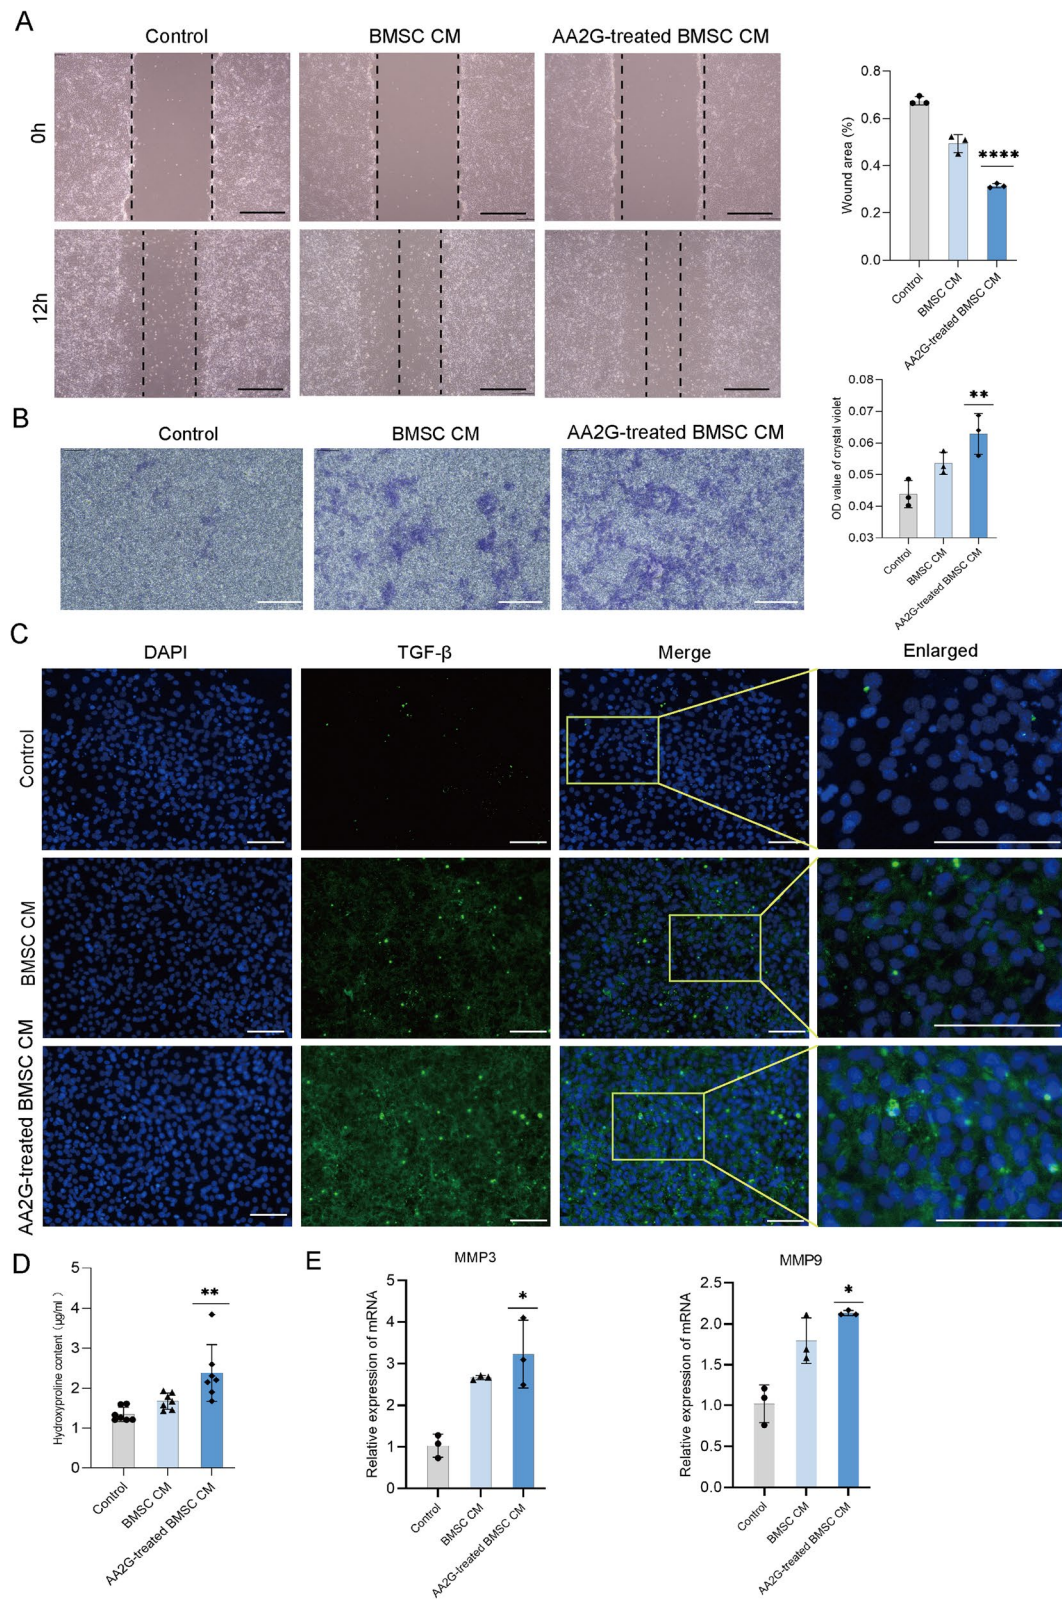 A
Control
BMSC CM
AA2G-treated BMSC CM
0h
12h
0.8
0.6
0.4
0.2
0.0
Wound area (%)
****
Control
BMSC CM
AA2G-treated BMSC CM
B
Control
BMSC CM
AA2G-treated BMSC CM
0.08
0.07
0.06
0.05
0.04
0.03
OD value of crystal violet
**
Control
BMSC CM
AA2G-treated BMSC CM
C
DAPI
TGF-β
Merge
Enlarged
Control
BMSC CM
AA2G-treated BMSC CM
D
5
4
3
2
1
0
Hydroxyproline content (μg/ml)
**
Control
BMSC CM
AA2G-treated BMSC CM
E
MMP3
5
4
3
2
1
0
Relative expression of mRNA
*
Control
BMSC CM
AA2G-treated BMSC CM
MMP9
2.5
2.0
1.5
1.0
0.5
0.0
Relative expression of mRNA
*
Control
BMSC CM
AA2G-treated BMSC CM